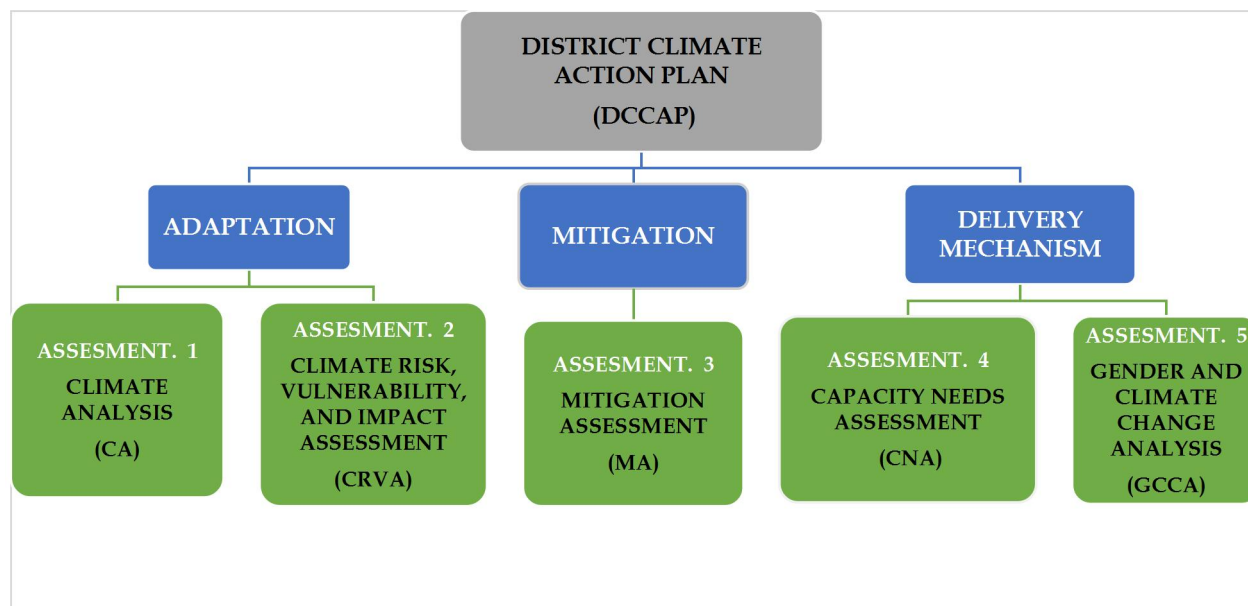 DISTRICT CLIMATE
ACTION PLAN
(DCCAP)
ADAPTATION
MITIGATION
DELIVERY
MECHANISM
ASSESMENT. 1
CLIMATE
ANALYSIS
(CA)
ASSESMENT. 2
CLIMATE RISK,
VULNERABILITY,
AND IMPACT
ASSESSMENT
(CRVA)
ASSESMENT. 3
MITIGATION
ASSESSMENT
(MA)
ASSESMENT. 4
CAPACITY NEEDS
ASSESSMENT
(CNA)
ASSESMENT. 5
GENDER AND
CLIMATE
CHANGE
ANALYSIS
(GCCA)